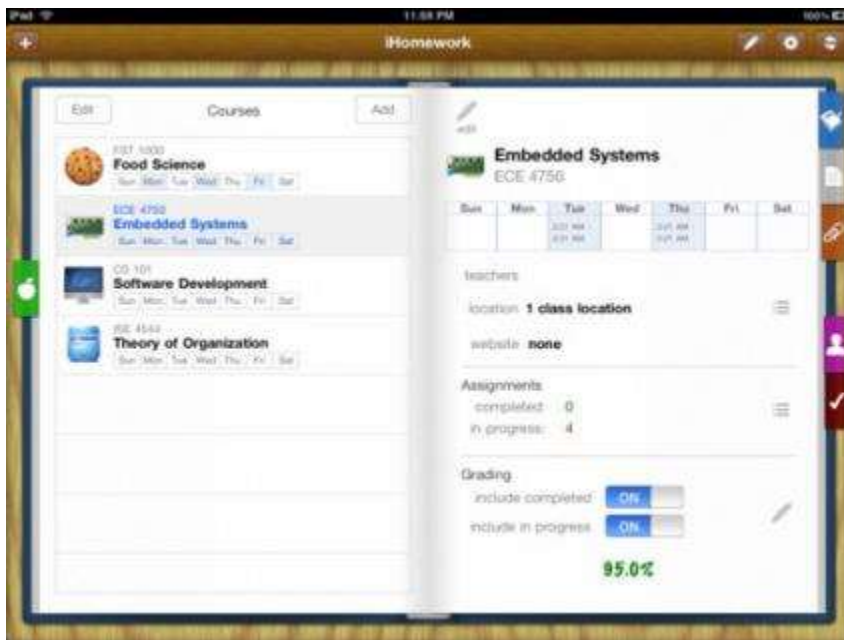 iPad 11:58 PM 100%
iHomework
Edit Courses Add
edit
FST 1000
Food Science
Sun Mon Tue Wed Thu Fri Sat
ECE 4750
Embedded Systems
Sun Mon Tue Wed Thu Fri Sat
CS 101
Software Development
Sun Mon Tue Wed Thu Fri Sat
Theory of Organization
Sun Mon Tue Wed Thu Fri Sat
Embedded Systems
ECE 4750
Sun Mon Tue Wed Thu Fri Sat
teachers
location 1 class location
website none
Assignments
completed: 0
in progress: 4
Grading
include completed ON
include in progress ON
95.0%